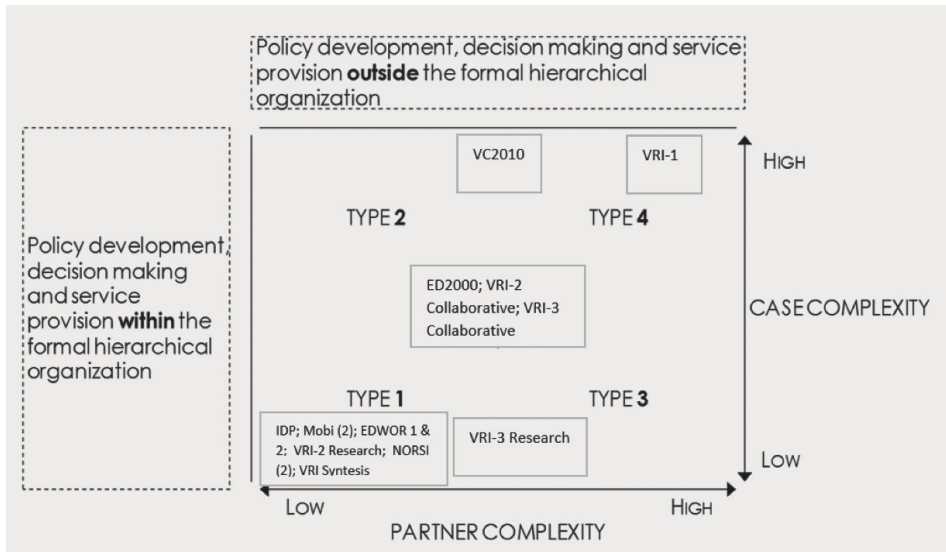 Policy development, decision making and service
provision outside the formal hierarchical
organization
Policy development,
decision making
and service
provision within the
formal hierarchical
organization
VC2010
VRI-1
HIGH
TYPE 2
TYPE 4
ED2000; VRI-2
Collaborative; VRI-3
Collaborative
CASE COMPLEXITY
TYPE 1
TYPE 3
IDP; Mobi (2); EDWOR 1 &
2: VRI-2 Research; NORSI
(2); VRI Syntesis
VRI-3 Research
LOW
LOW
HIGH
PARTNER COMPLEXITY